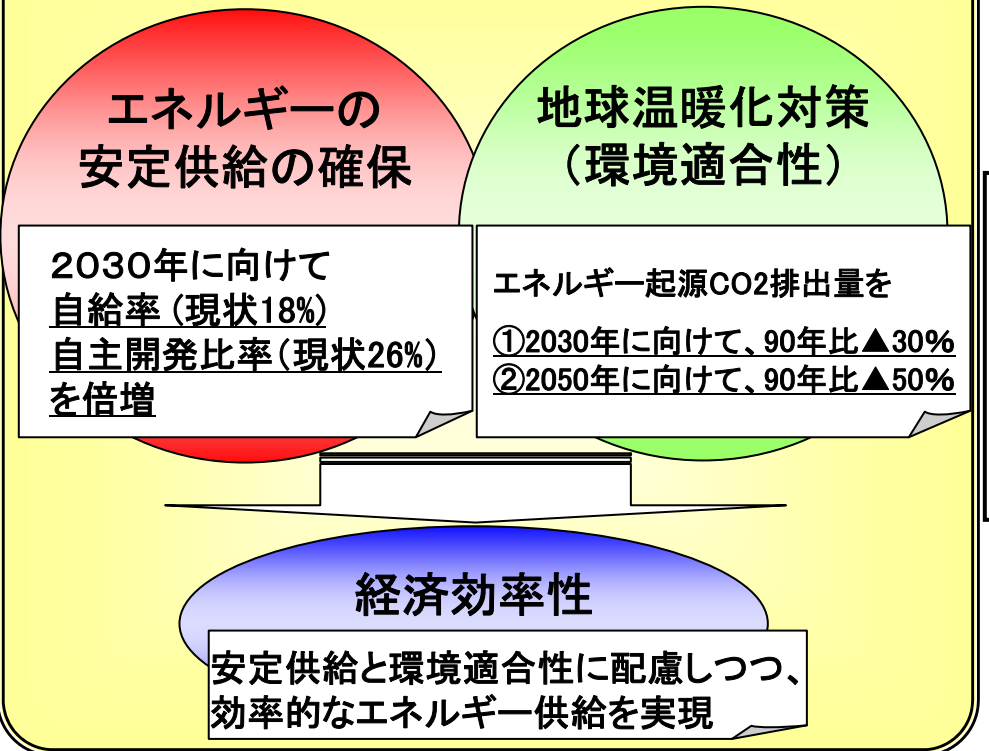 エネルギーの
安定供給の確保
２０３０年に向けて
自給率（現状18%）
自主開発比率（現状26%）
を倍増
地球温暖化対策
（環境適合性）
エネルギー起源CO2排出量を
①2030年に向けて、90年比▲30%
②2050年に向けて、90年比▲50%
経済効率性
安定供給と環境適合性に配慮しつつ、
効率的なエネルギー供給を実現